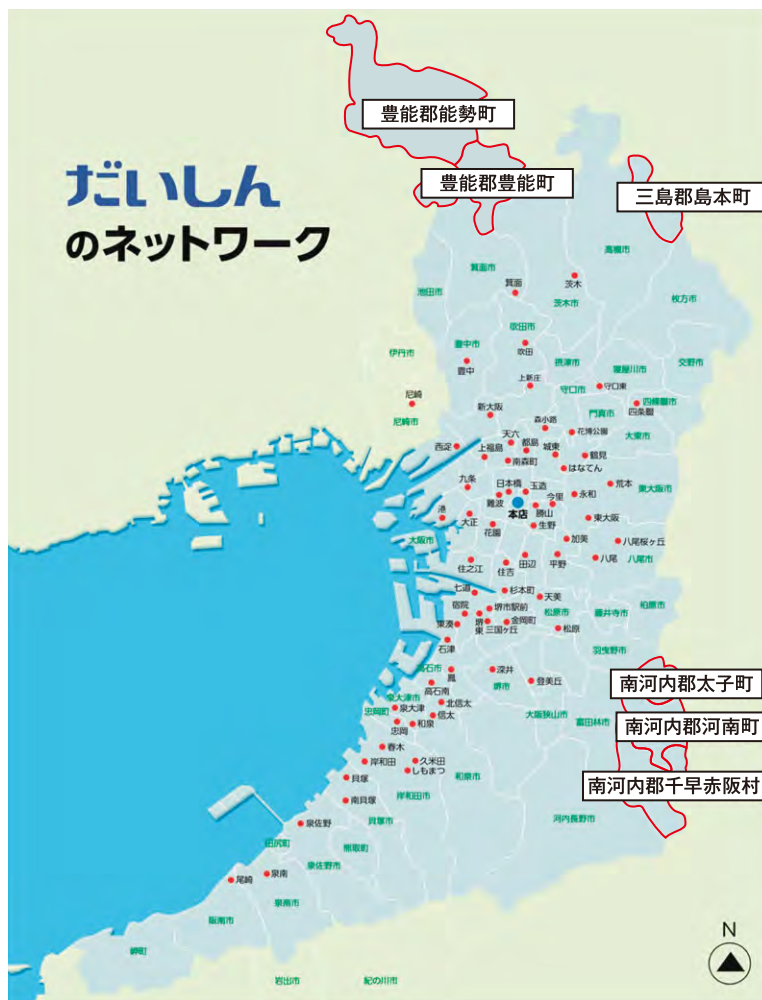 豊能郡能勢町
豊能郡豊能町
三島郡島本町
だいしん
のネットワーク
高槻市
箕面市
茨木
箕面
池田市
茨木市
枚方市
吹田市
豊中市
吹田
伊丹市
摂津市
交野市
豊中
寝屋川市
上新庄
守口市
守口東
尼崎
四條畷市
新大阪
門真市
四条畷
尼崎市
森小路
花博公園
天六
都島
大東市
西淀
上福島
城東
鶴見
南森町
はなてん
九条
日本橋
玉造
荒本
東大阪市
難波
今里
永和
本店
勝山
港
大正
花園
生野
東大阪
大阪市
加美
八尾桜ヶ丘
住之江
住吉
田辺
平野
八尾
八尾市
七道
杉本町
天美
宿院
堺市駅前
松原市
藤井寺市
柏原市
東湊
堺東
三国ヶ丘
金岡町
松原
石津
羽曳野市
高石市
鳳
深井
登美丘
南河内郡太子町
高石南
堺市
泉大津市
北信太
忠岡町
泉大津
信太
大阪狭山市
富田林市
南河内郡河南町
忠岡
和泉
春木
岸和田
久米田
しもまつ
和泉市
貝塚
南河内郡千早赤阪村
岸和田市
南貝塚
貝塚市
河内長野市
泉佐野
田尻町
熊取町
泉佐野市
尾崎
泉南
泉南市
阪南市
岬町
N
岩出市
紀の川市